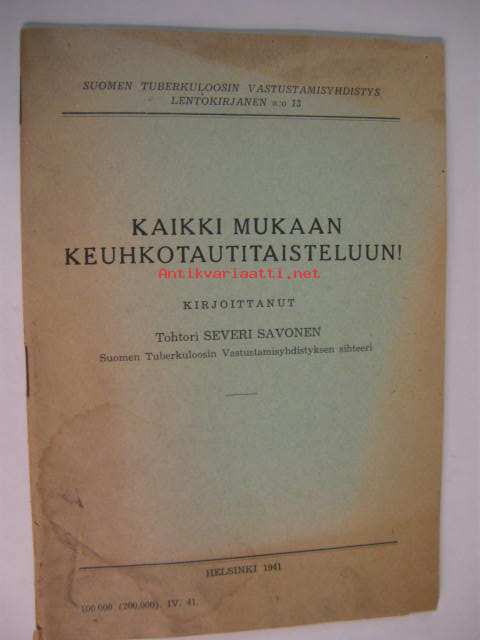 SUOMEN TUBERKULOOSIN VASTUSTAMISYHDISTYS
LENTOKIRJANEN n:o 13
KAIKKI MUKAAN
KEUHKOTAUTITAISTELUUN!
Antikvariaatti.net
KIRJOITTANUT
Tohtori SEVERI SAVONEN
Suomen Tuberkuloosin Vastustamisyhdistyksen sihteeri
HELSINKI 1941
100 000 (200,000). IV. 41.